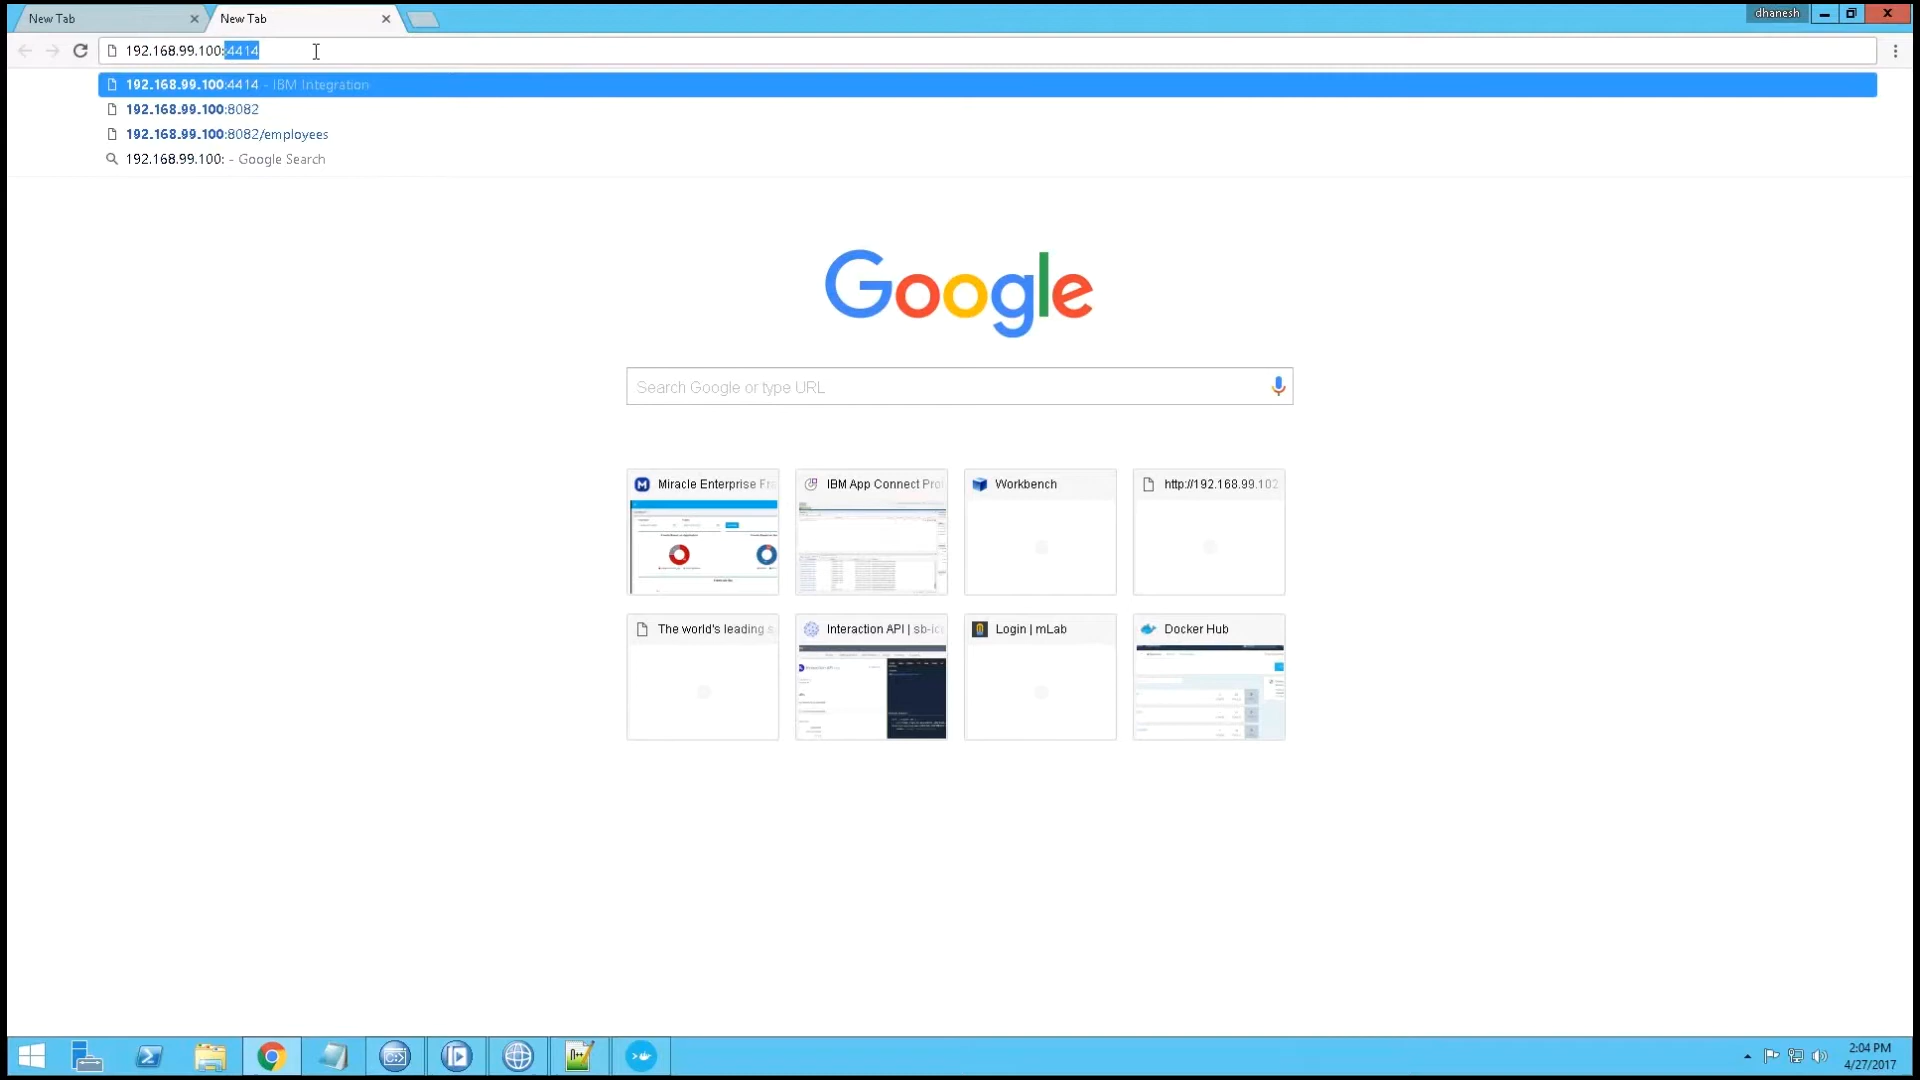 New Tab
New Tab
dhanesh
192.168.99.100:4414
192.168.99.100:4414 - IBM Integration
192.168.99.100:8082
192.168.99.100:8082/employees
192.168.99.100: - Google Search
Google
Search Google or type URL
Miracle Enterprise Fra
IBM App Connect Pro
Workbench
http://192.168.99.102
The world's leading s
Interaction API | sb-ic
Login | mLab
Docker Hub
2:04 PM
4/27/2017